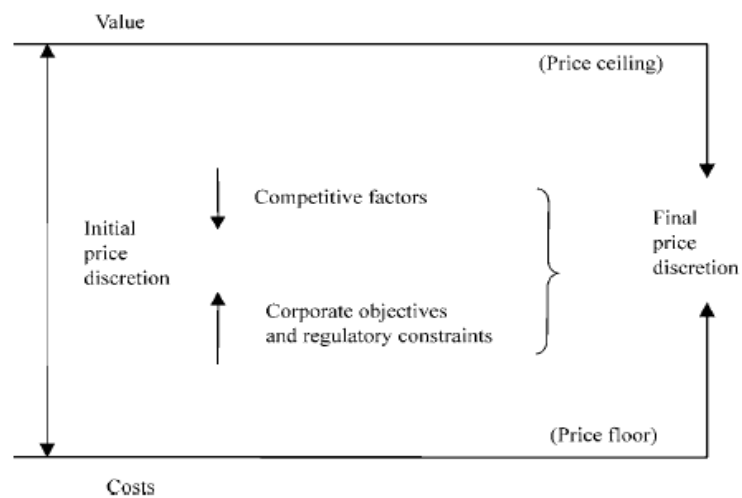 Value
(Price ceiling)
Competitive factors
Initial
price
discretion
Final
price
discretion
Corporate objectives
and regulatory constraints
(Price floor)
Costs